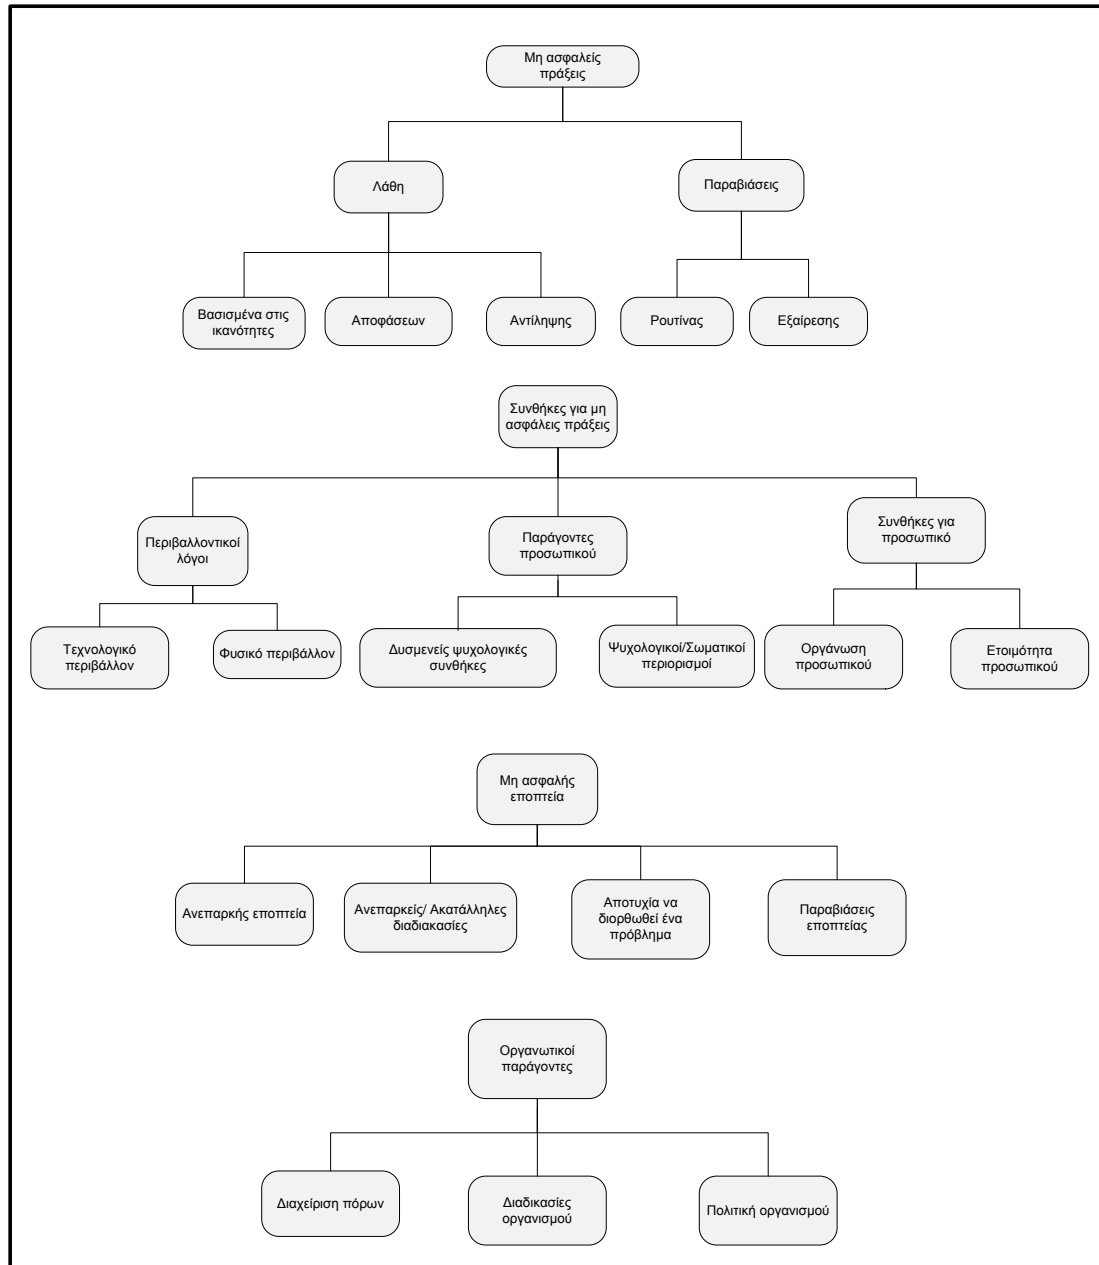 Μη ασφαλείς
πράξεις
Λάθη
Παραβιάσεις
Βασισμένα στις
ικανότητες
Αποφάσεων
Αντίληψης
Ρουτίνας
Εξαίρεσης
Συνθήκες για μη
ασφάλεις πράξεις
Περιβαλλοντικοί
λόγοι
Παράγοντες
προσωπικού
Συνθήκες για
προσωπικό
Τεχνολογικό
περιβάλλον
Φυσικό περιβάλλον
Δυσμενείς ψυχολογικές
συνθήκες
Ψυχολογικοί/Σωματικοί
περιορισμοί
Οργάνωση
προσωπικού
Ετοιμότητα
προσωπικού
Μη ασφαλής
εποπτεία
Ανεπαρκής εποπτεία
Ανεπαρκείς/ Ακατάλληλες
διαδιακασίες
Αποτυχία να
διορθωθεί ένα
πρόβλημα
Παραβιάσεις
εποπτείας
Οργανωτικοί
παράγοντες
Διαχείριση πόρων
Διαδικασίες
οργανισμού
Πολιτική οργανισμού